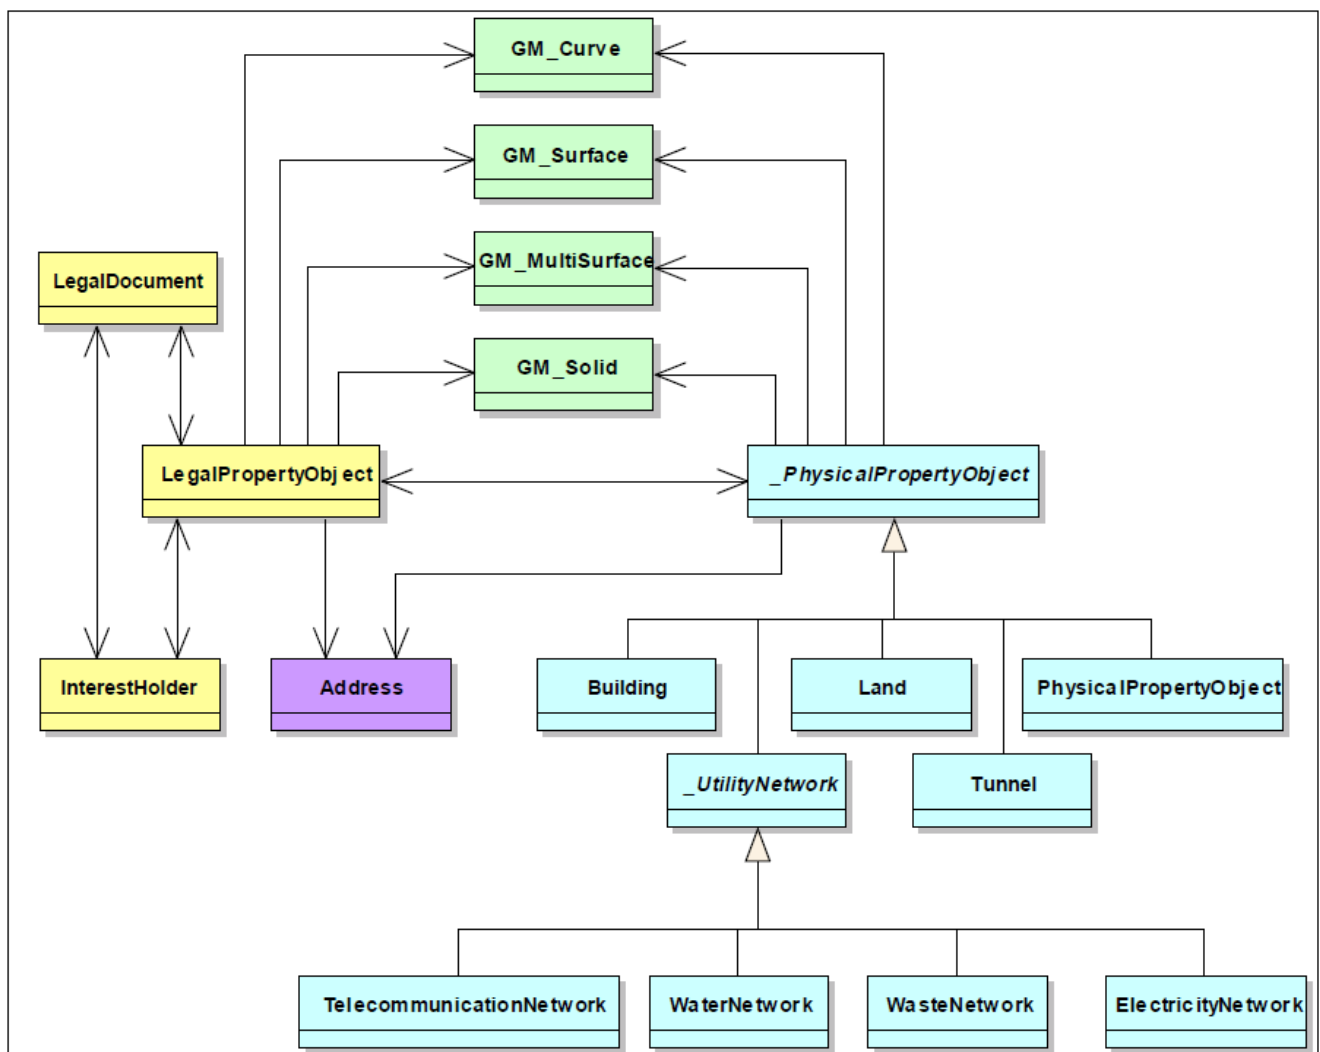 GM_Curve
GM_Surface
GM_MultiSurface
LegalDocument
GM_Solid
LegalPropertyObject
_PhysicalPropertyObject
InterestHolder
Address
Building
Land
PhysicalPropertyObject
_UtilityNetwork
Tunnel
TelecommunicationNetwork
WaterNetwork
WasteNetwork
ElectricityNetwork